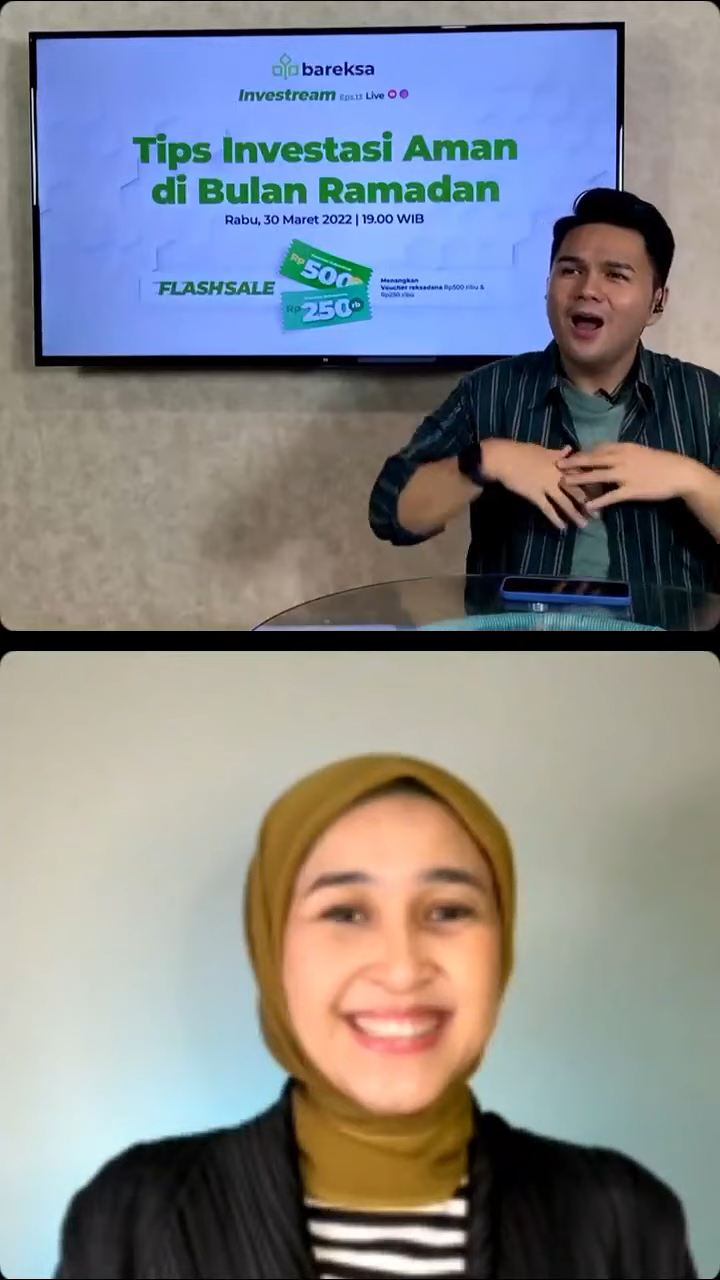 bareksa
Investream Eps.13 Live
Tips Investasi Aman
di Bulan Ramadan
Rabu, 30 Maret 2022 | 19.00 WIB
FLASHSALE
Rp 500
Rp 250 rb
Menangkan
Voucher reksadana Rp500 ribu &
Rp250 ribu